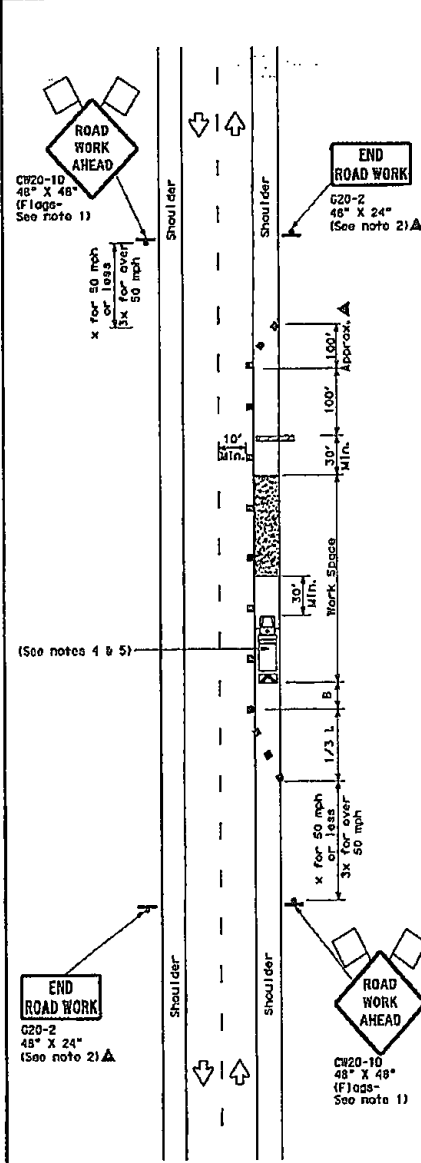 ROAD
WORK
AHEAD
CW20-1D
48" X 48"
(Flags-
See note 1)
Shoulder
Shoulder
END
ROAD WORK
G20-2
48" X 24"
(See note 2)
x for 50 mph
or less
3x for over
50 mph
100'
Approx.
100'
10'
Min.
30'
Min.
Work Space
30'
Min.
(See notes 4 & 5)
B
1/3 L
x for 50 mph
or less
3x for over
50 mph
END
ROAD WORK
G20-2
48" X 24"
(See note 2)
Shoulder
Shoulder
ROAD
WORK
AHEAD
CW20-1D
48" X 48"
(Flags-
See note 1)